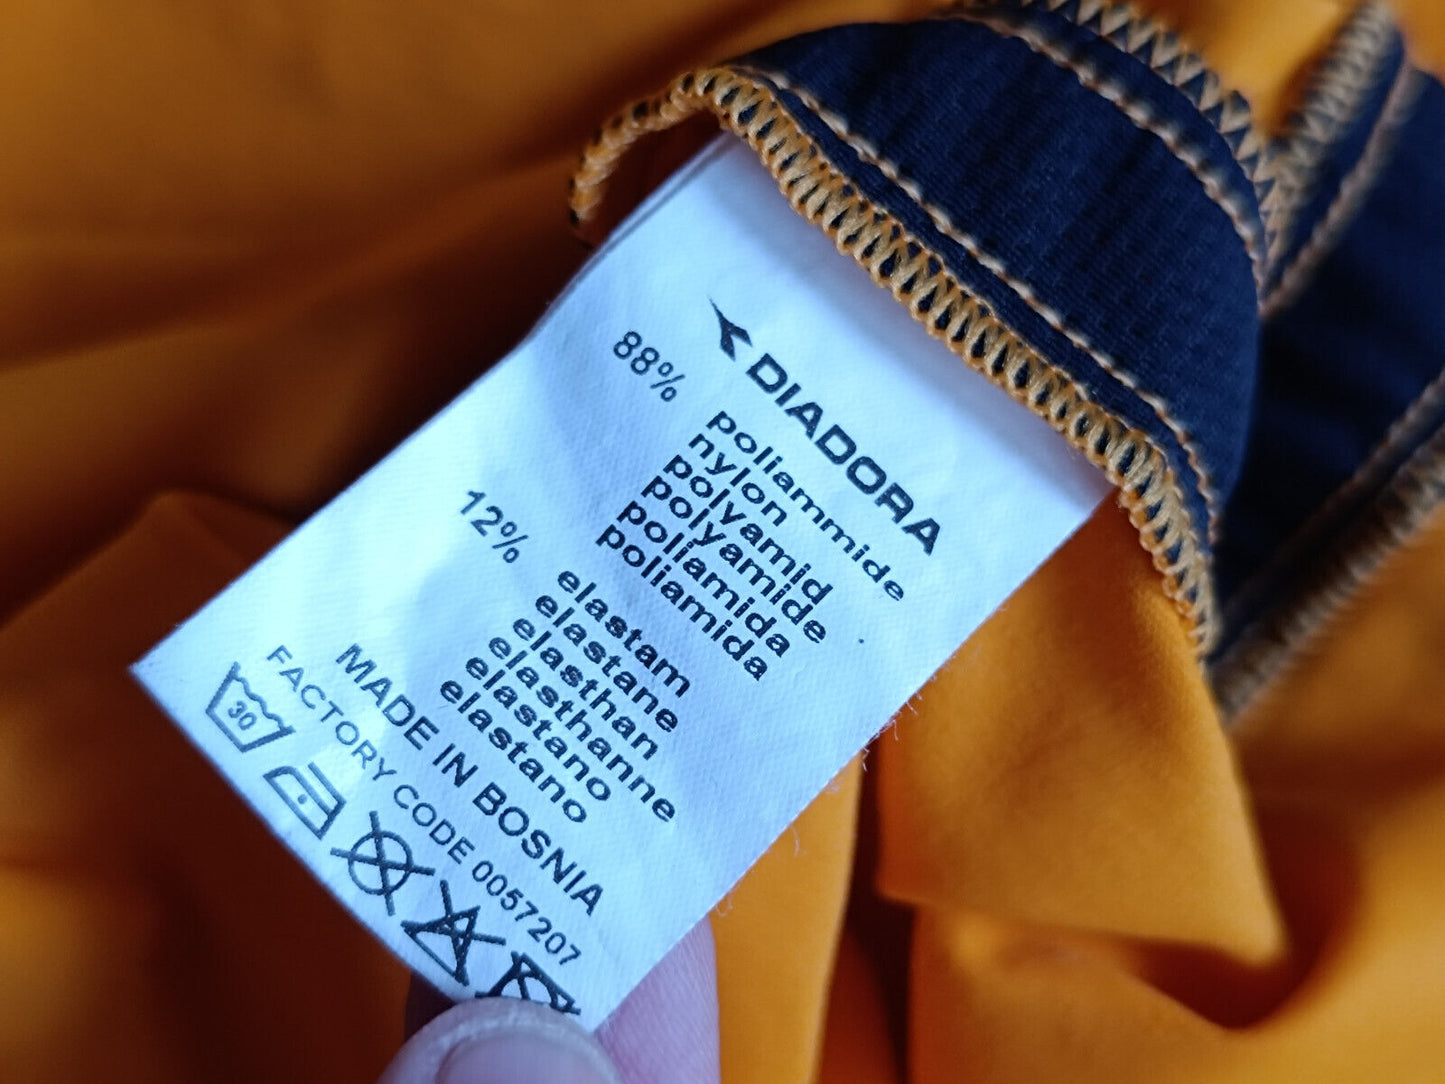 DIADORA
88% poliammide
nylon
polyamid
polyamide
poliamida
poliamida
12% elastam
elastane
elasthan
elasthanne
elastano
elastano
MADE IN BOSNIA
FACTORY CODE 0057207
30